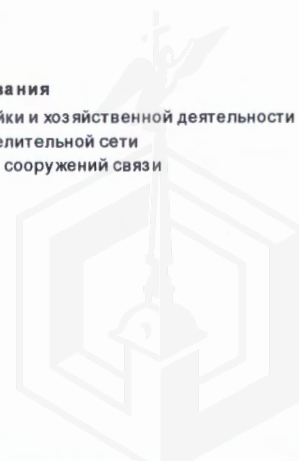 вания
йки и хозяйственной деятельности
елительной сети
сооружений связи